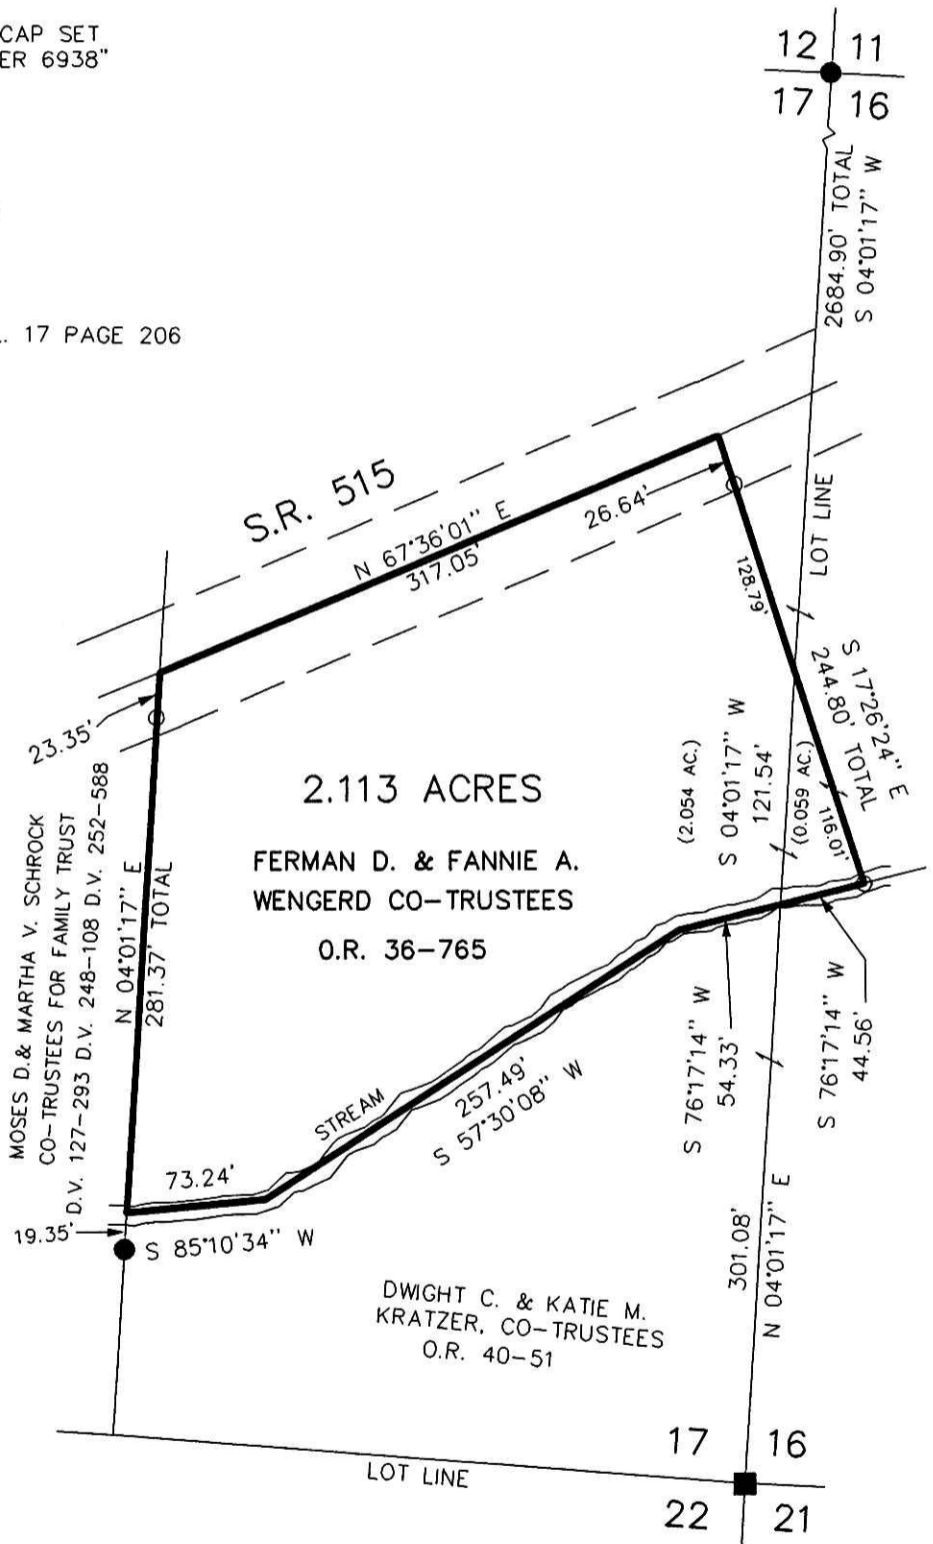 CAP SET
ER 6938"
12 11
17 16
2684.90' TOTAL
S 04°01'17" W
. 17 PAGE 206
S.R. 515
N 67°36'01" E
317.05'
26.64'
LOT LINE
128.79'
S 17°26'24" E
244.80' TOTAL
23.35'
(2.054 AC.)
S 04°01'17" W
121.54'
(0.059 AC.)
116.01'
2.113 ACRES
FERMAN D. & FANNIE A.
WENGERD CO-TRUSTEES
O.R. 36-765
MOSES D.& MARTHA V. SCHROCK
CO-TRUSTEES FOR FAMILY TRUST
D.V. 127-293 D.V. 248-108 D.V. 252-588
N 04°01'17" E
281.37' TOTAL
S 76°17'14" W
54.33'
S 76°17'14" W
44.56'
STREAM
257.49'
S 57°30'08" W
73.24'
19.35'
S 85°10'34" W
301.08'
N 04°01'17" E
DWIGHT C. & KATIE M.
KRATZER, CO-TRUSTEES
O.R. 40-51
17 16
LOT LINE
22 21